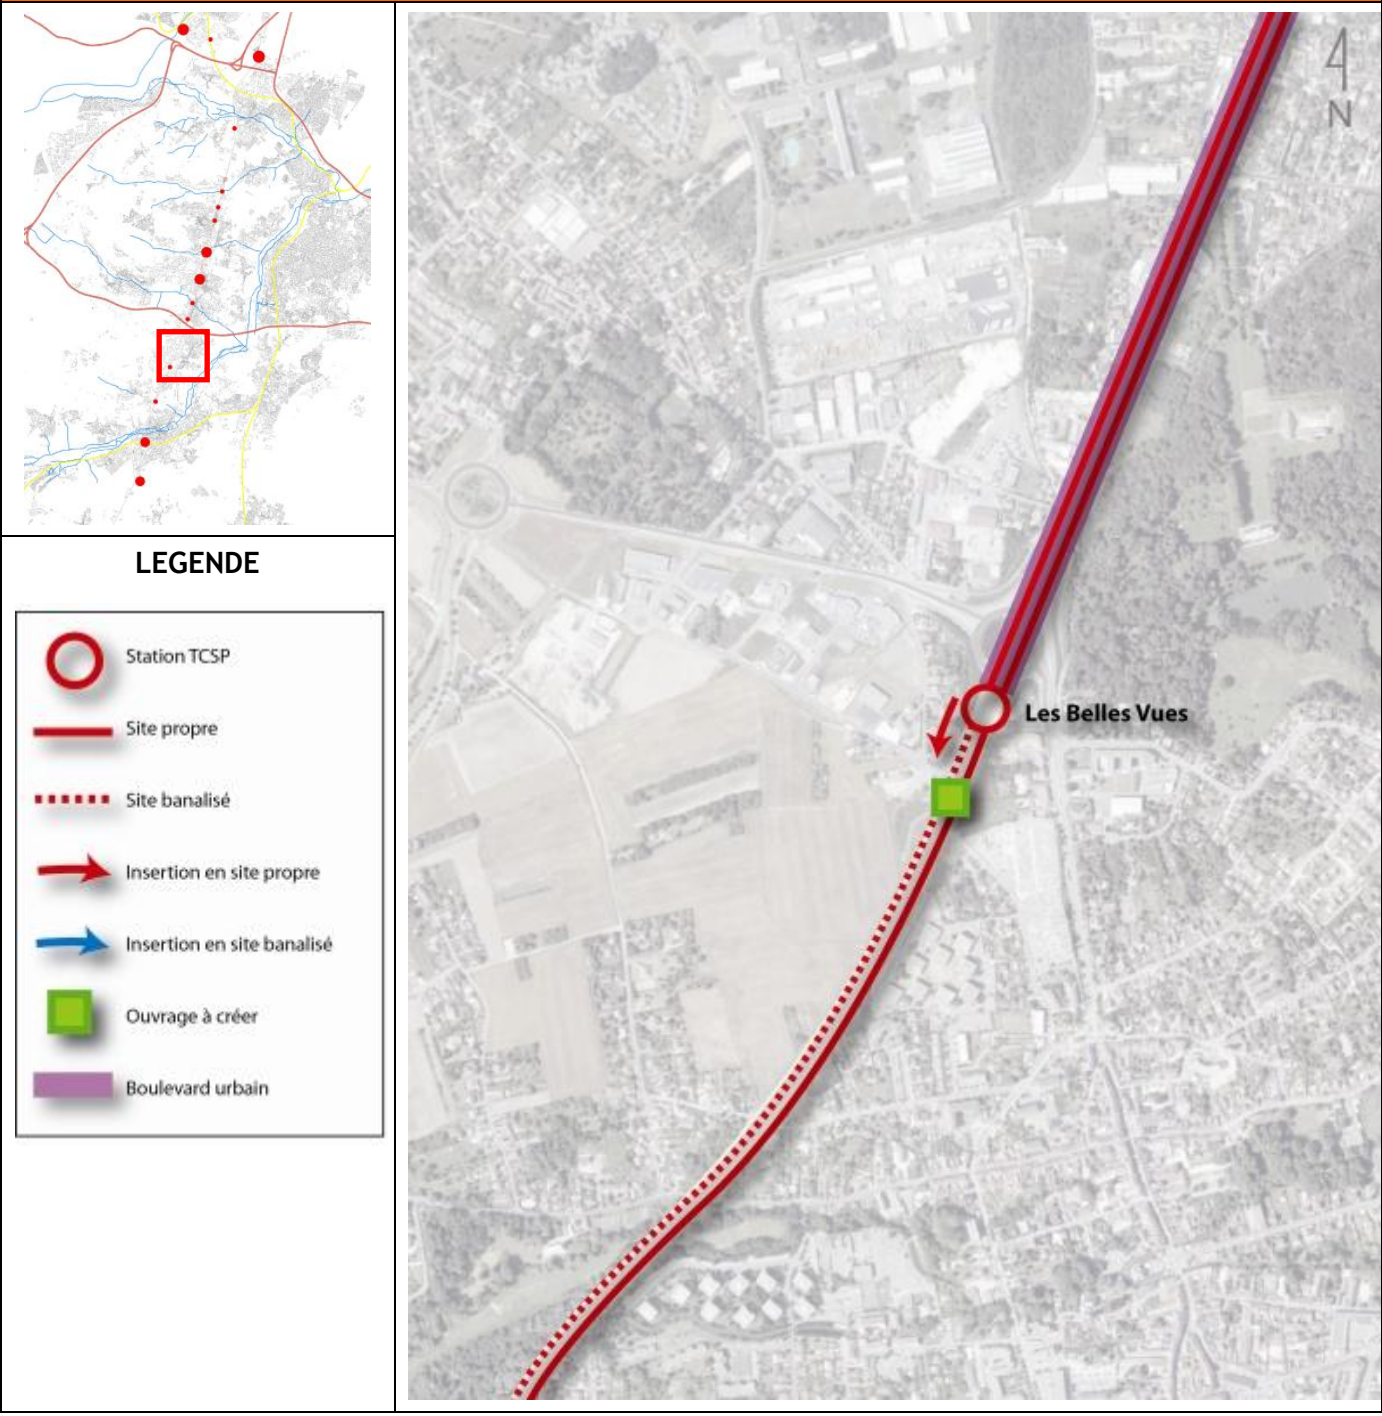 LEGENDE
Station TCSP
Site propre
Site banalisé
Insertion en site propre
Insertion en site banalisé
Ouvrage à créer
Boulevard urbain
N
Les Belles Vues